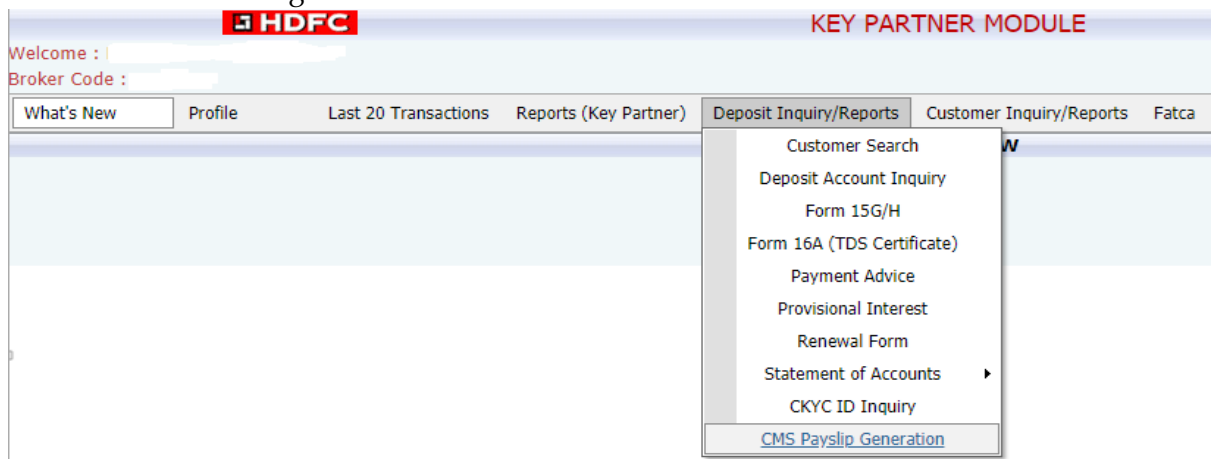 HDFC KEY PARTNER MODULE
Welcome :
Broker Code :
What's New Profile Last 20 Transactions Reports (Key Partner) Deposit Inquiry/Reports Customer Inquiry/Reports Fatca
Customer Search
Deposit Account Inquiry
Form 15G/H
Form 16A (TDS Certificate)
Payment Advice
Provisional Interest
Renewal Form
Statement of Accounts
CKYC ID Inquiry
CMS Payslip Generation